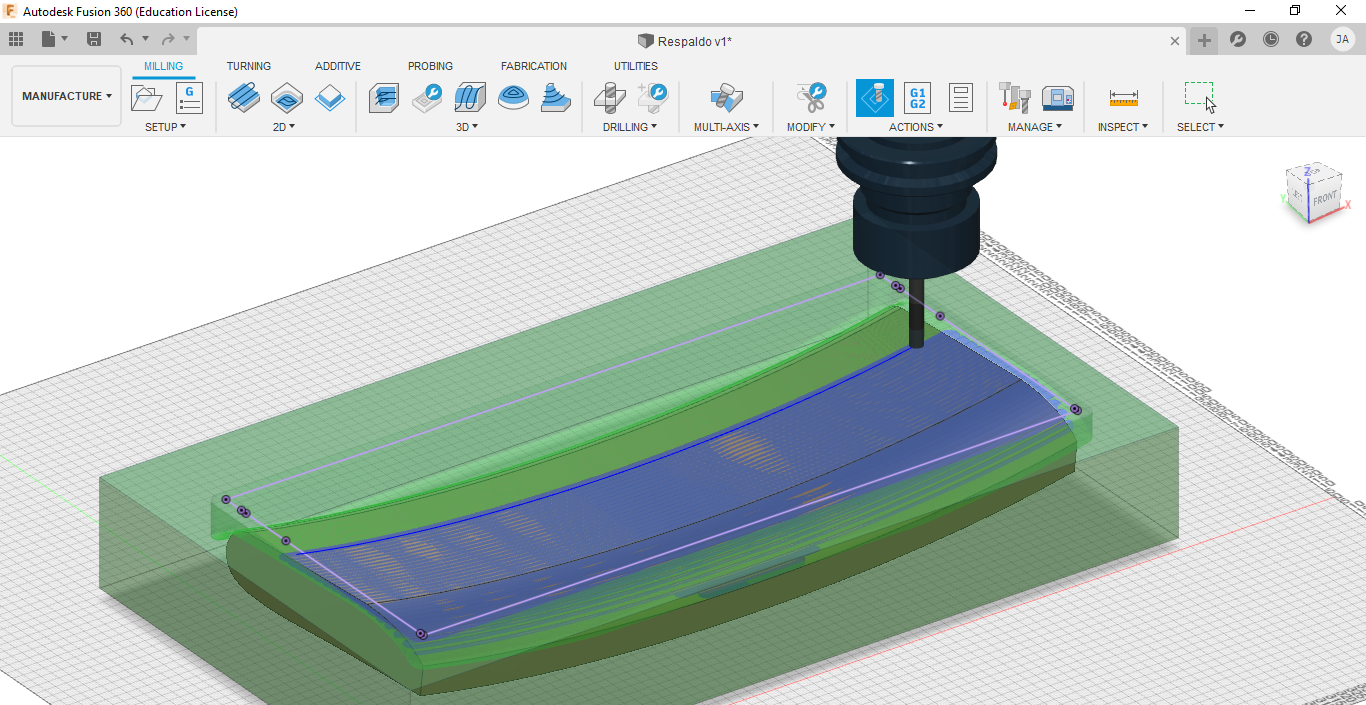 Autodesk Fusion 360 (Education License)
Respaldo v1*
JA
MILLING TURNING ADDITIVE PROBING FABRICATION UTILITIES
MANUFACTURE
G
G1
G2
SETUP 2D 3D DRILLING MULTI-AXIS MODIFY ACTIONS MANAGE INSPECT SELECT
Z
FRONT
Y
X